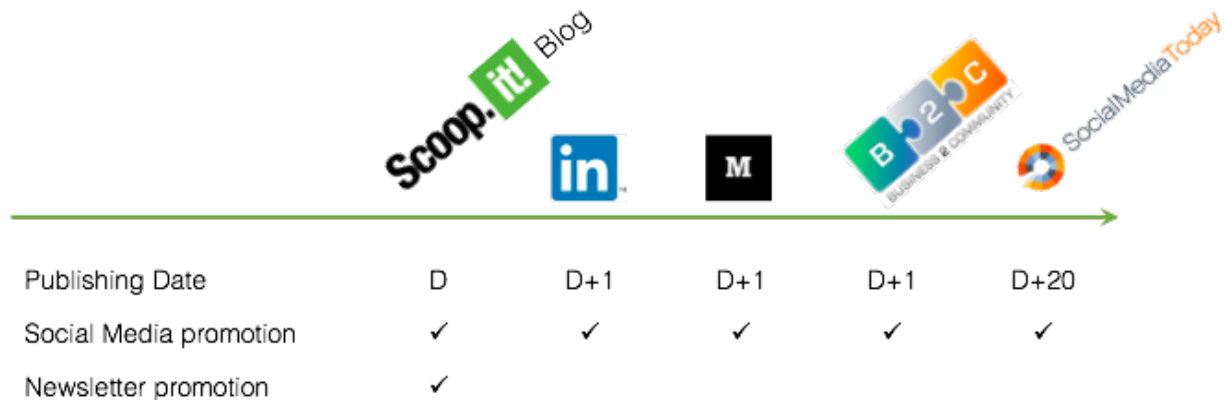 Scoop.it! Blog
in
M
B 2 C
BUSINESS 2 COMMUNITY
SocialMediaToday
Publishing Date D D+1 D+1 D+1 D+20
Social Media promotion ✓ ✓ ✓ ✓ ✓
Newsletter promotion ✓